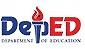 DepED
DEPARTMENT OF EDUCATION